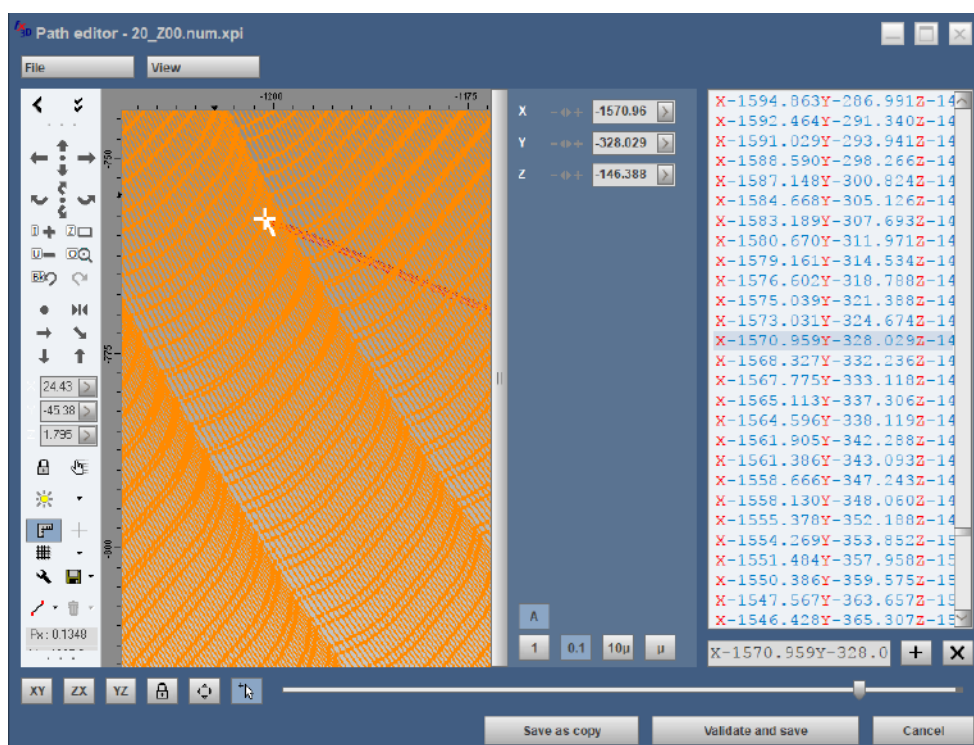 Path editor - 20_Z00.num.xpi
File
View
-1200
-1175
-750
-775
-800
24.43
-45.38
1.795
Px : 0.1348
X
-1570.96
Y
-328.029
Z
-146.388
A
1
0.1
10µ
µ
X-1594.863Y-286.991Z-14
X-1592.464Y-291.340Z-14
X-1591.029Y-293.941Z-14
X-1588.590Y-298.266Z-14
X-1587.148Y-300.824Z-14
X-1584.668Y-305.126Z-14
X-1583.189Y-307.693Z-14
X-1580.670Y-311.971Z-14
X-1579.161Y-314.534Z-14
X-1576.602Y-318.788Z-14
X-1575.039Y-321.388Z-14
X-1573.031Y-324.674Z-14
X-1570.959Y-328.029Z-14
X-1568.327Y-332.236Z-14
X-1567.775Y-333.118Z-14
X-1565.113Y-337.306Z-14
X-1564.596Y-338.119Z-14
X-1561.905Y-342.288Z-14
X-1561.386Y-343.093Z-14
X-1558.666Y-347.243Z-14
X-1558.130Y-348.060Z-14
X-1555.378Y-352.188Z-14
X-1554.269Y-353.852Z-15
X-1551.484Y-357.958Z-15
X-1550.386Y-359.575Z-15
X-1547.567Y-363.657Z-15
X-1546.428Y-365.307Z-15
X-1570.959Y-328.0
XY
ZX
YZ
Save as copy
Validate and save
Cancel